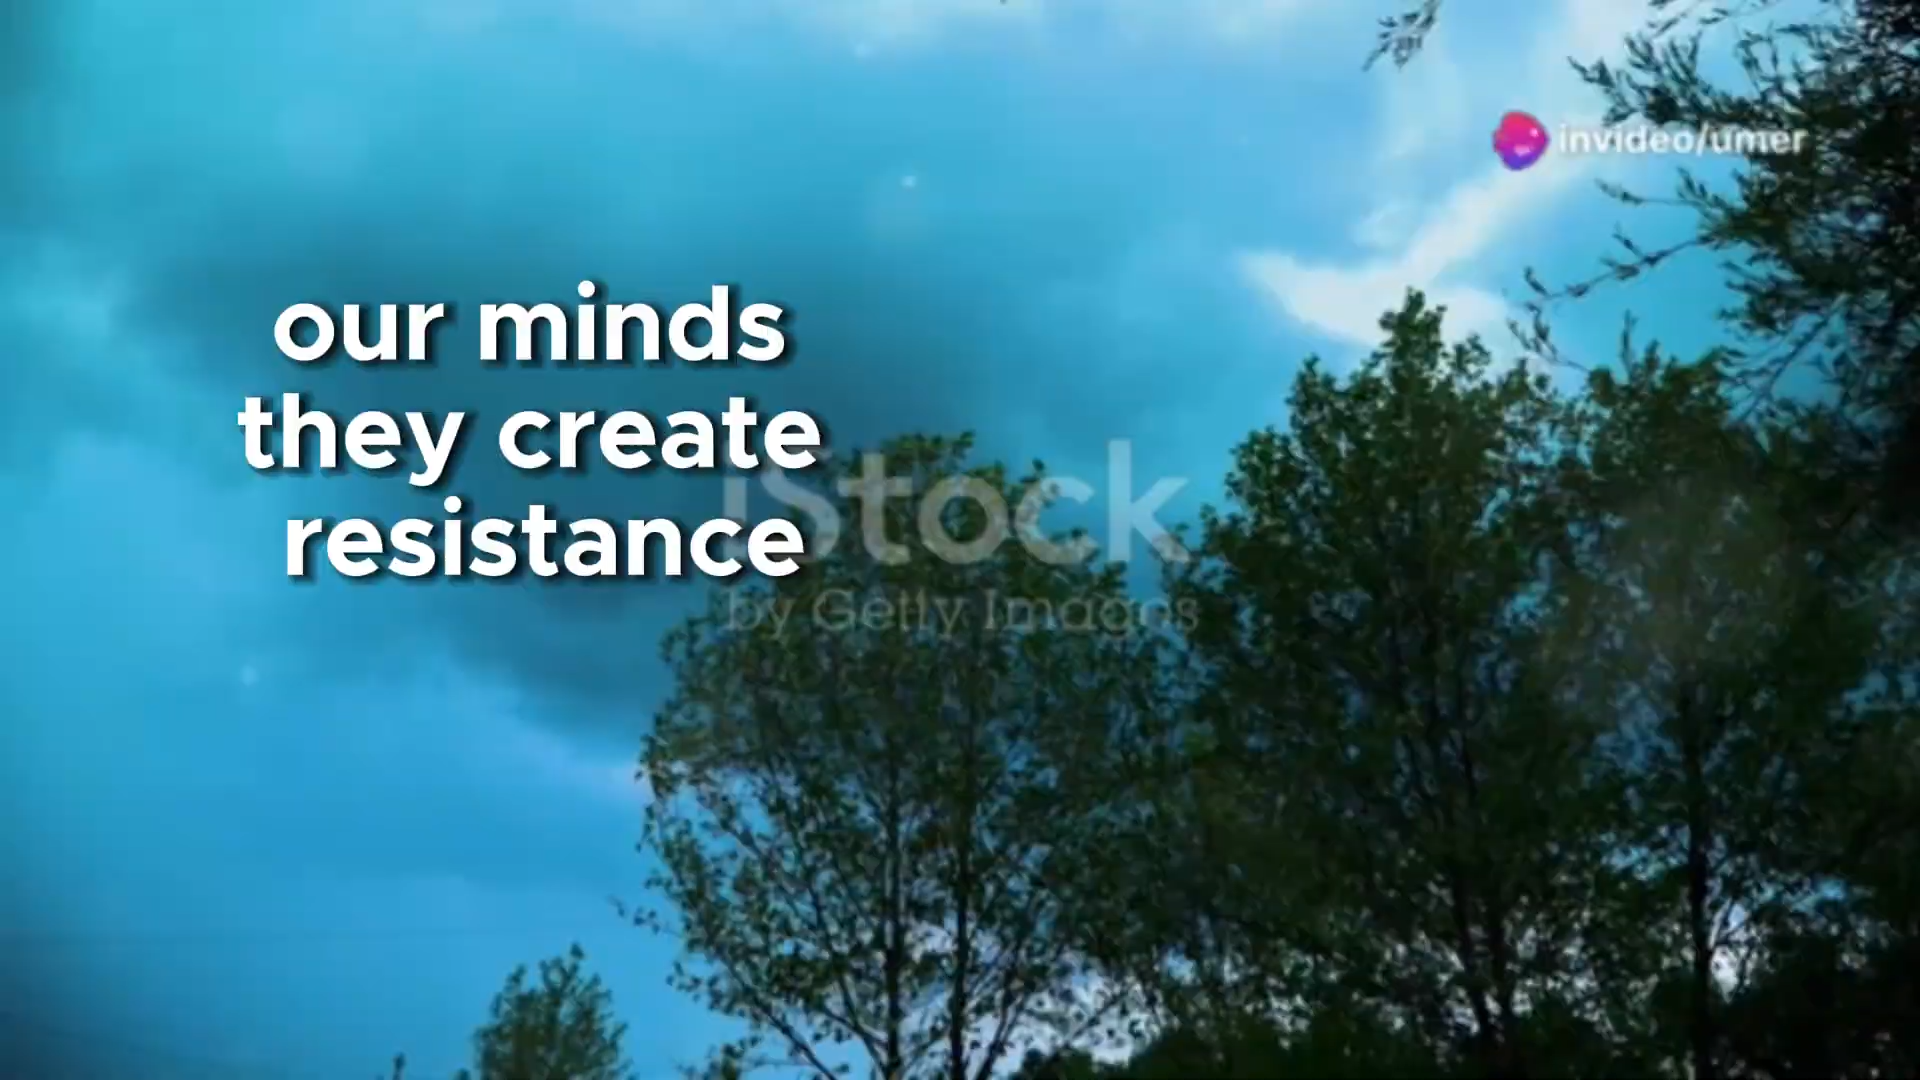 invideo/umer
our minds
they create
resistance
iStock
by Getty Images